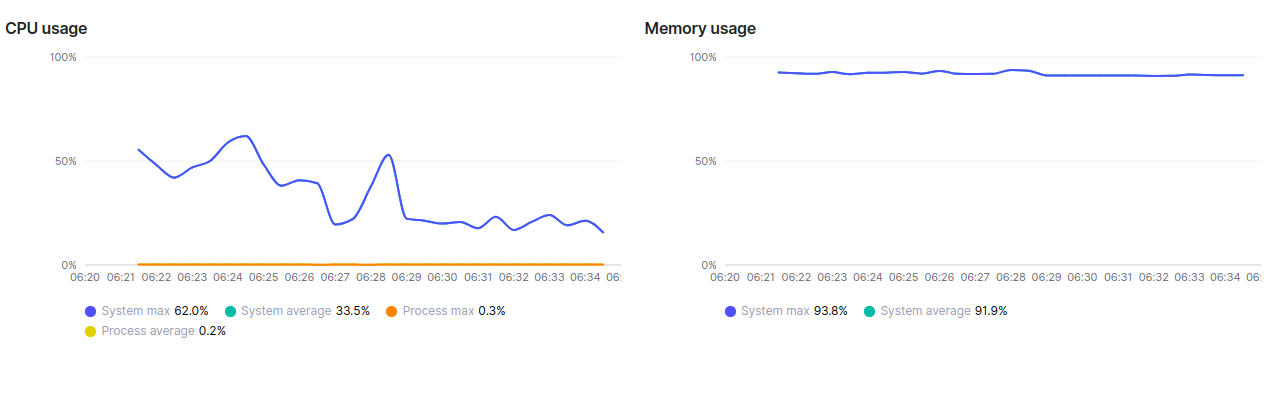 CPU usage
100%
50%
0%
06:20 06:21 06:22 06:23 06:24 06:25 06:26 06:27 06:28 06:29 06:30 06:31 06:32 06:33 06:34 06:
System max 62.0% System average 33.5% Process max 0.3%
Process average 0.2%
Memory usage
100%
50%
0%
06:20 06:21 06:22 06:23 06:24 06:25 06:26 06:27 06:28 06:29 06:30 06:31 06:32 06:33 06:34 06:
System max 93.8% System average 91.9%